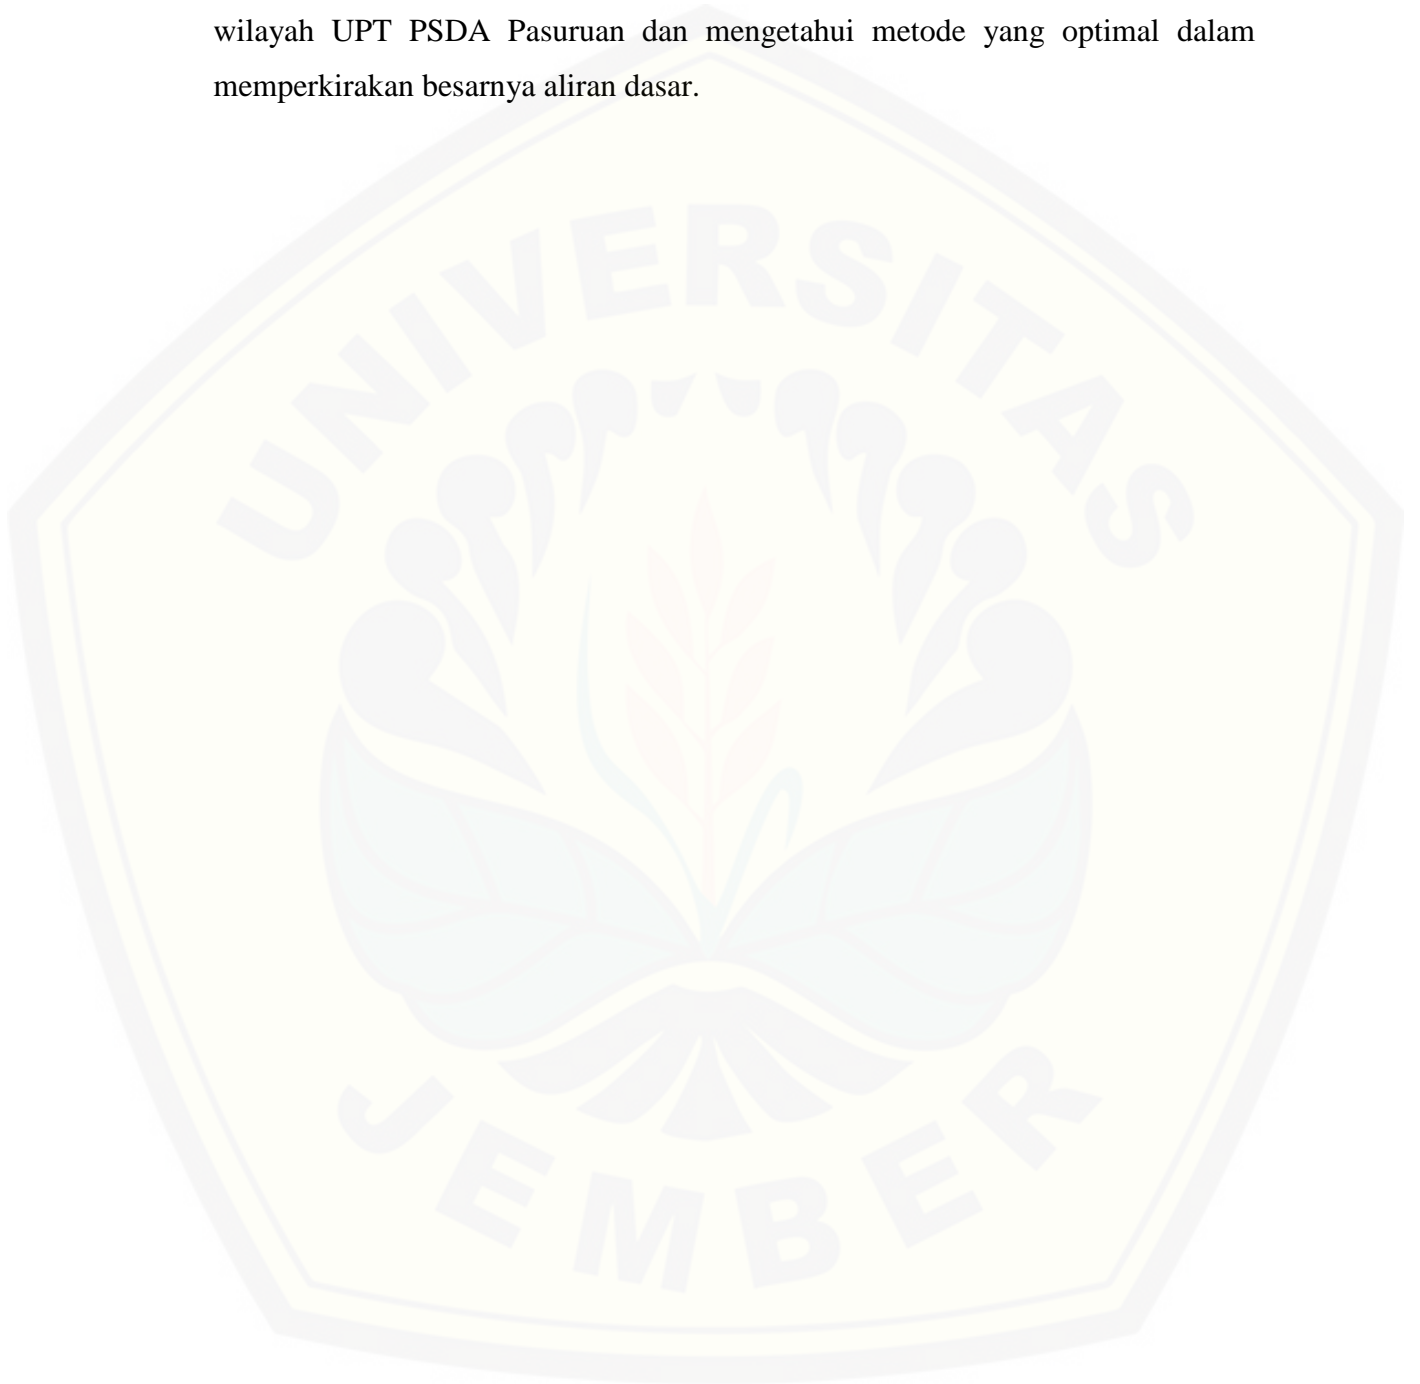 wilayah UPT PSDA Pasuruan dan mengetahui metode yang optimal dalam
memperkirakan besarnya aliran dasar.
UNIVERSITAS
JEMBER